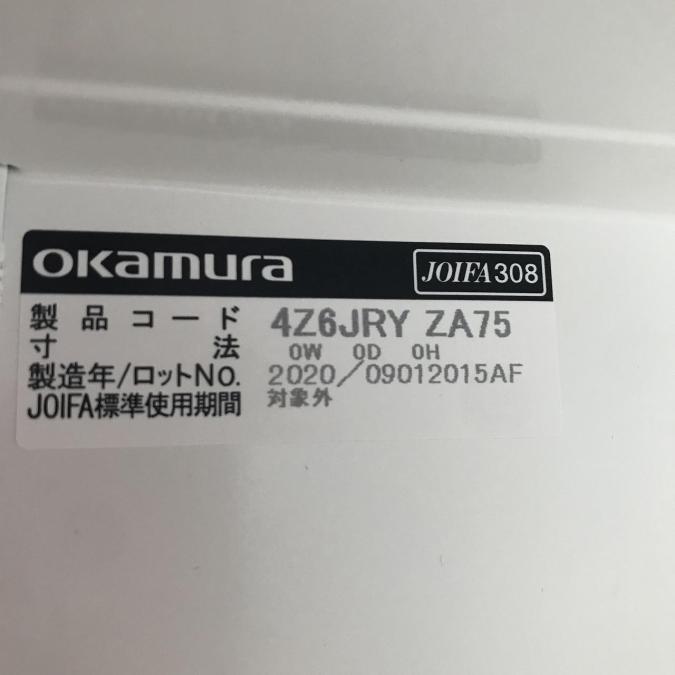 okamura JOIFA308
製品コード 4Z6JRY ZA75
寸法 0W 0D 0H
製造年/ロットNo. 2020/09012015AF
JOIFA標準使用期間 対象外